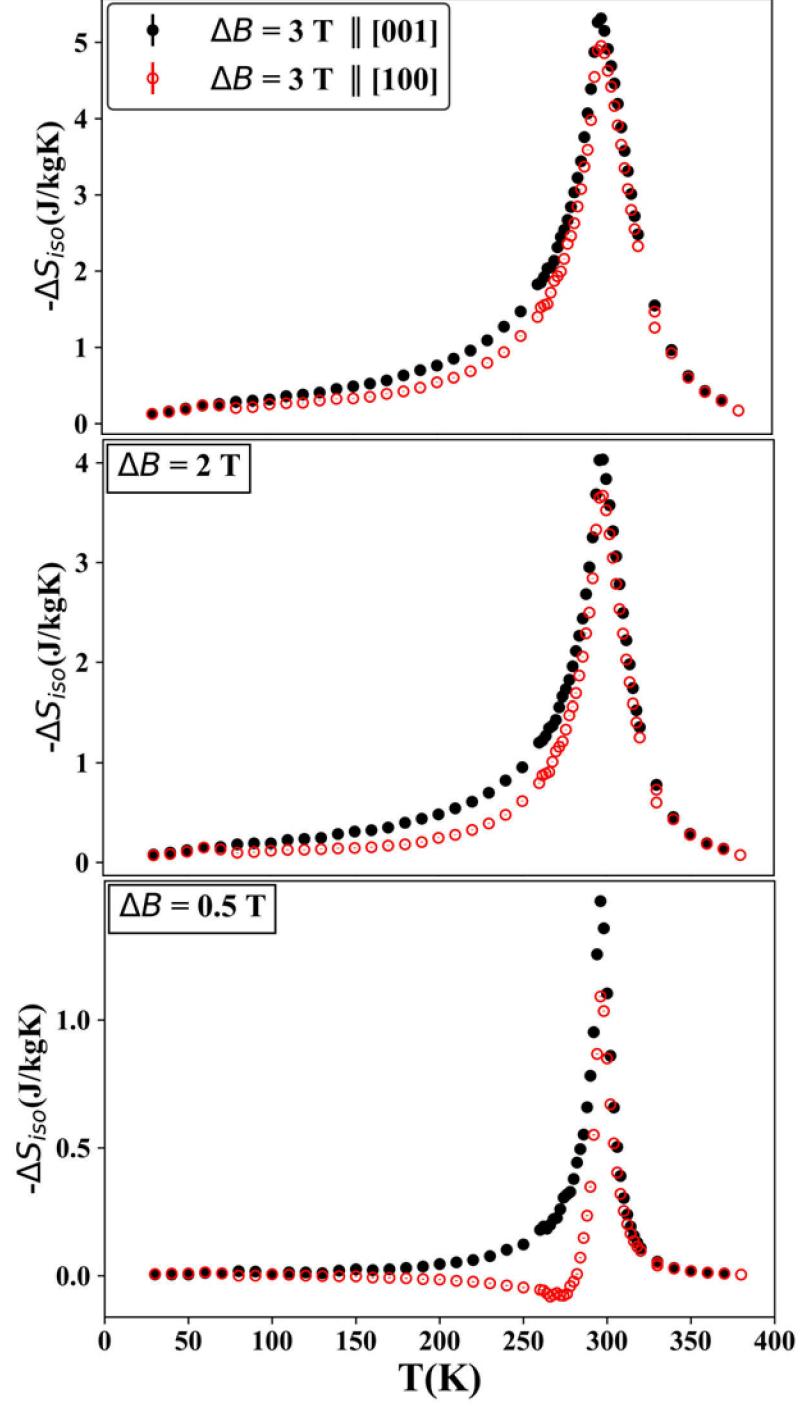 ΔB = 3 T ∥ [001]
ΔB = 3 T ∥ [100]
5
4
3
2
1
0
-ΔS_iso(J/kgK)
ΔB = 2 T
4
3
2
1
0
-ΔS_iso(J/kgK)
ΔB = 0.5 T
1.0
0.5
0.0
-ΔS_iso(J/kgK)
0 50 100 150 200 250 300 350 400
T(K)